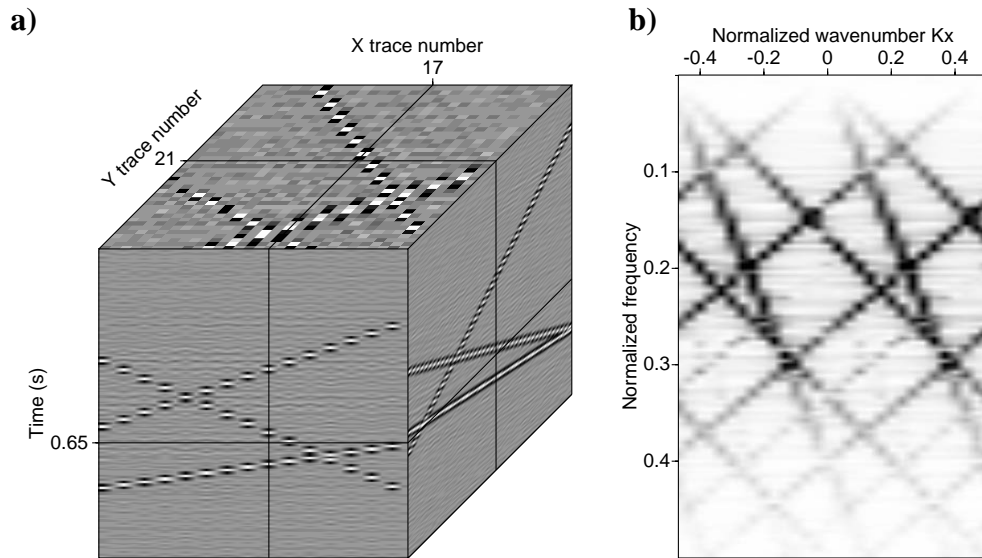 a)
X trace number
17
Y trace number
21
Time (s)
0.65
b)
Normalized wavenumber Kx
-0.4 -0.2 0 0.2 0.4
Normalized frequency
0.1
0.2
0.3
0.4